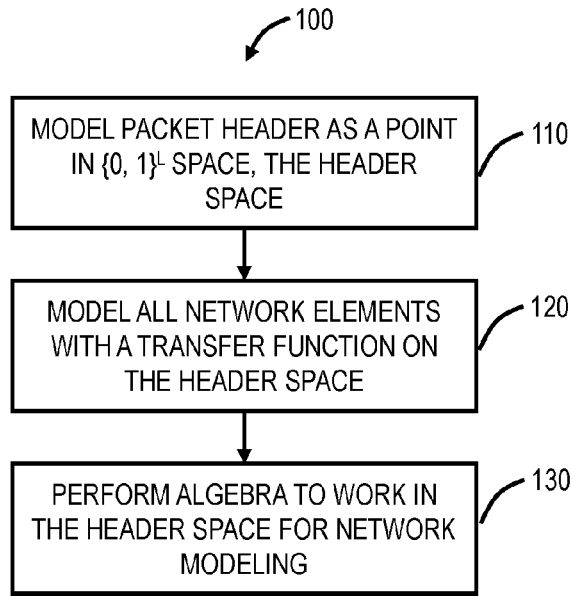 100
MODEL PACKET HEADER AS A POINT
IN {0, 1}ᴸ SPACE, THE HEADER
SPACE
110
MODEL ALL NETWORK ELEMENTS
WITH A TRANSFER FUNCTION ON
THE HEADER SPACE
120
PERFORM ALGEBRA TO WORK IN
THE HEADER SPACE FOR NETWORK
MODELING
130